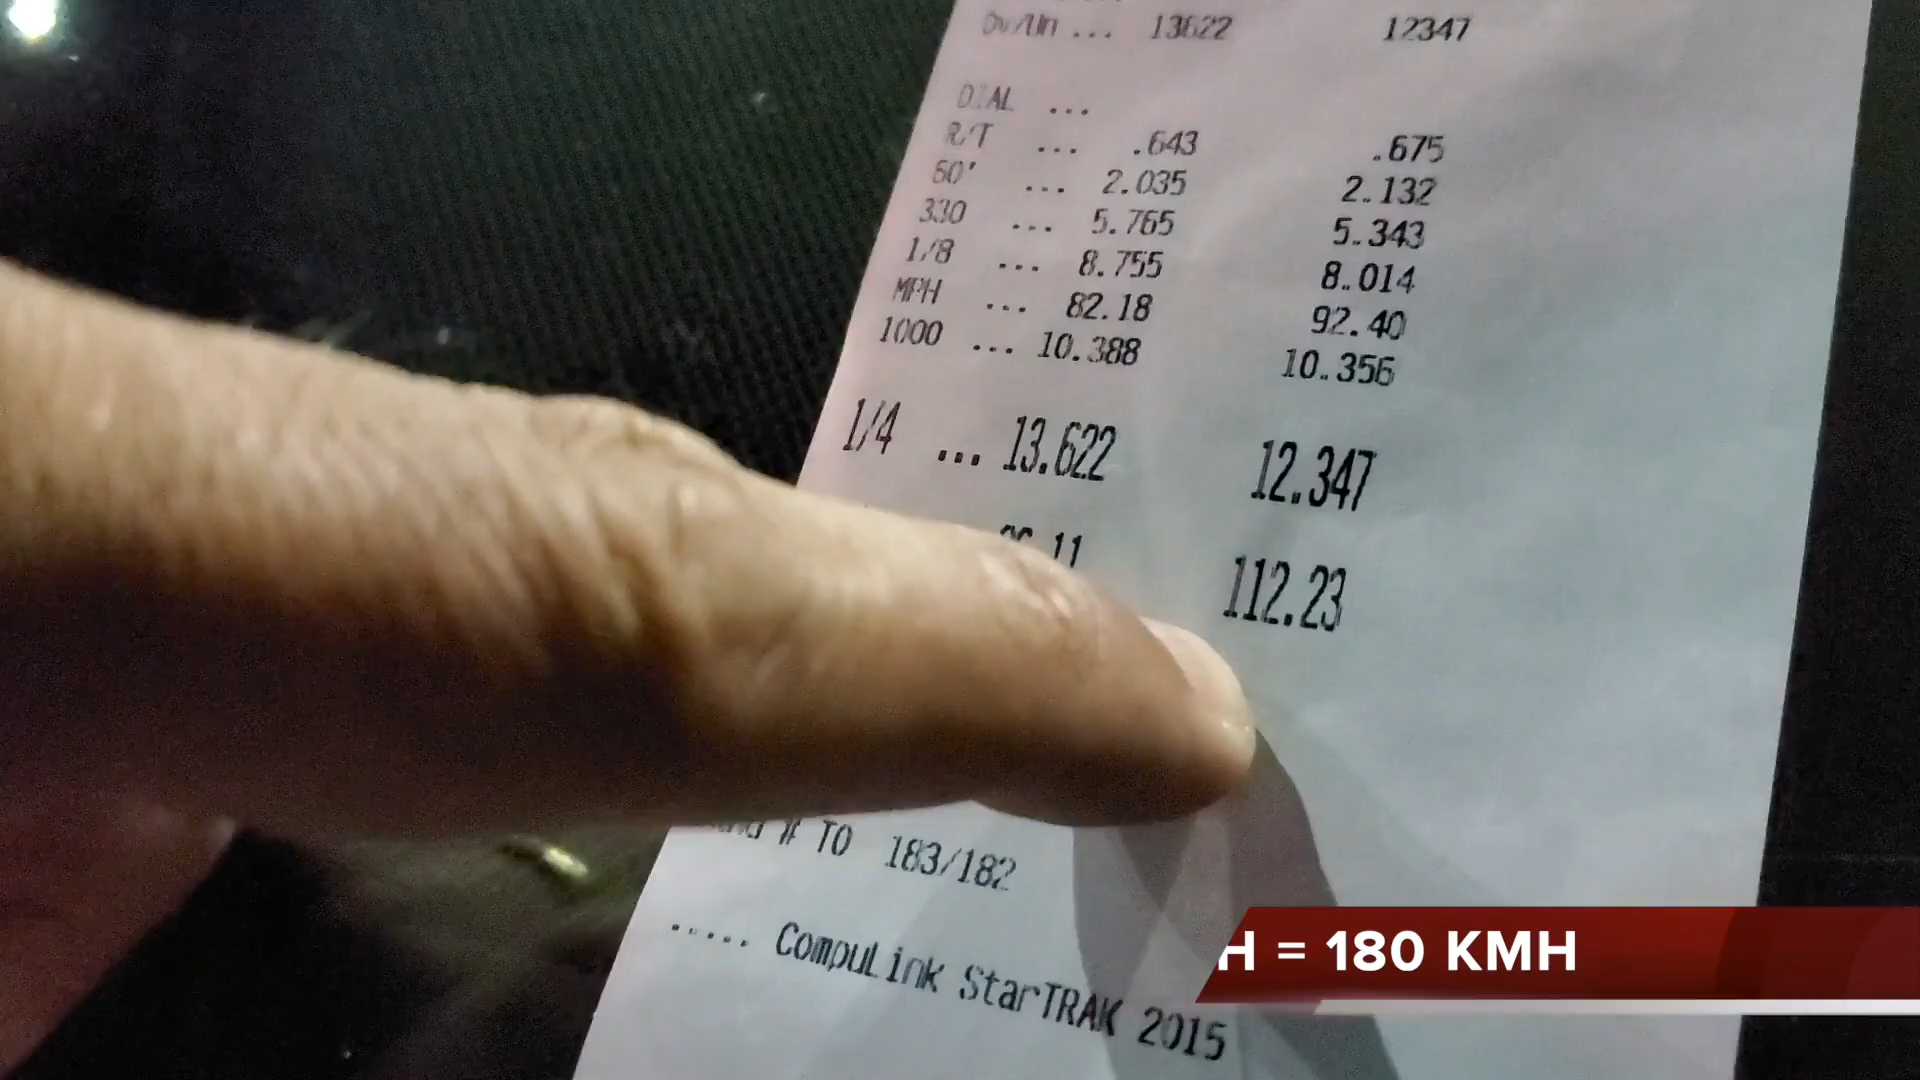 Ov/Un ... 13622 12347
DIAL ...
R/T ... .643 .675
60' ... 2.035 2.132
330 ... 5.765 5.343
1/8 ... 8.755 8.014
MPH ... 82.18 92.40
1000 ... 10.388 10.356
1/4 ... 13.622 12.347
112.23
# TO 183/182
..... CompuLink StarTRAK 2015
H = 180 KMH